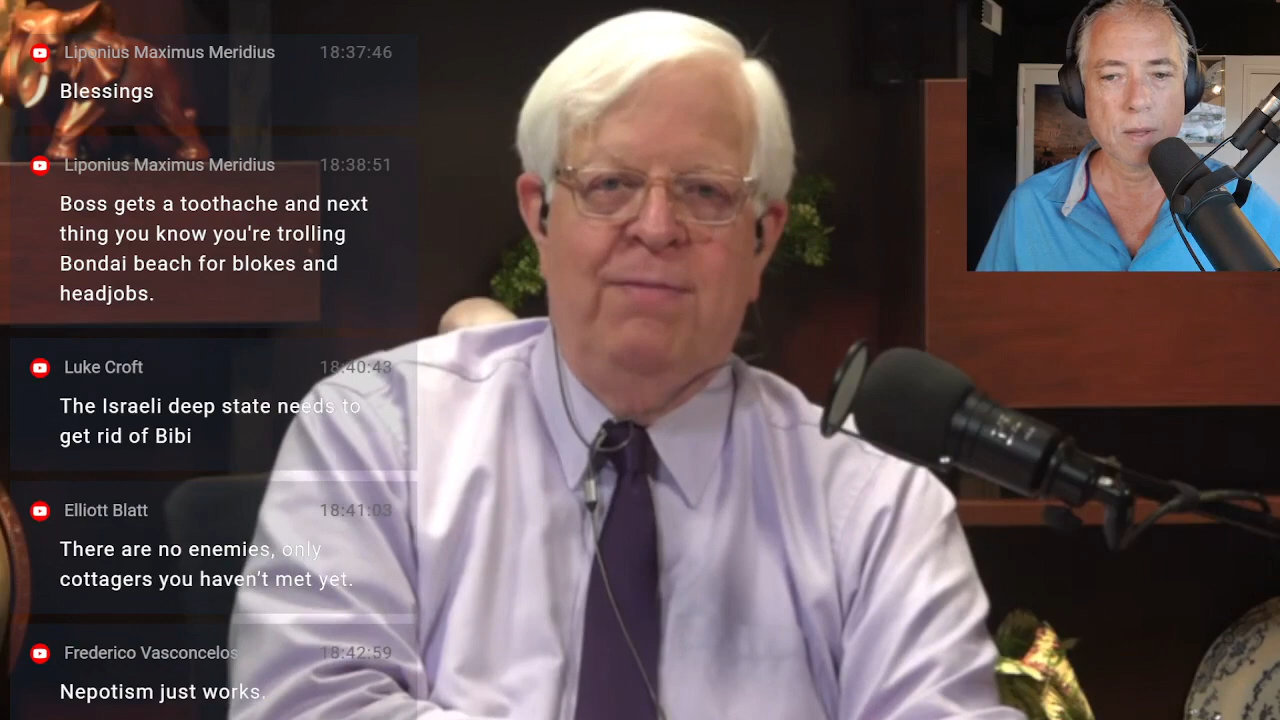 Liponius Maximus Meridius 18:37:46
Blessings
Liponius Maximus Meridius 18:38:51
Boss gets a toothache and next
thing you know you're trolling
Bondai beach for blokes and
headjobs.
Luke Croft 18:40:43
The Israeli deep state needs to
get rid of Bibi
Elliott Blatt 18:41:03
There are no enemies, only
cottagers you haven’t met yet.
Frederico Vasconcelos 18:42:59
Nepotism just works.